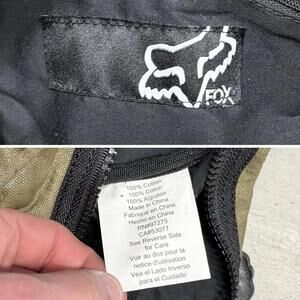 FOX
100% Cotton
100% Coton
100% Algodon
Made in China
Fabriqué en Chine
Hecho en China
RN#97275
CA#53077
See Reverse Side
for Care
Voir au dos pour la
notice d'utilisation
Vea el Lado Inverso
para el Cuidado